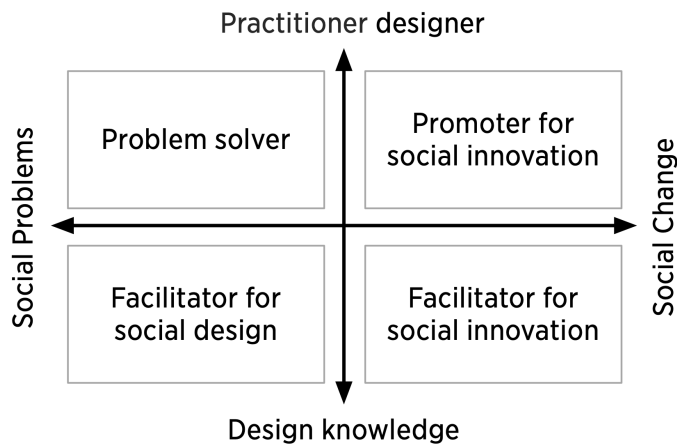 Practitioner designer
Problem solver
Promoter for
social innovation
Social Problems
Social Change
Facilitator for
social design
Facilitator for
social innovation
Design knowledge